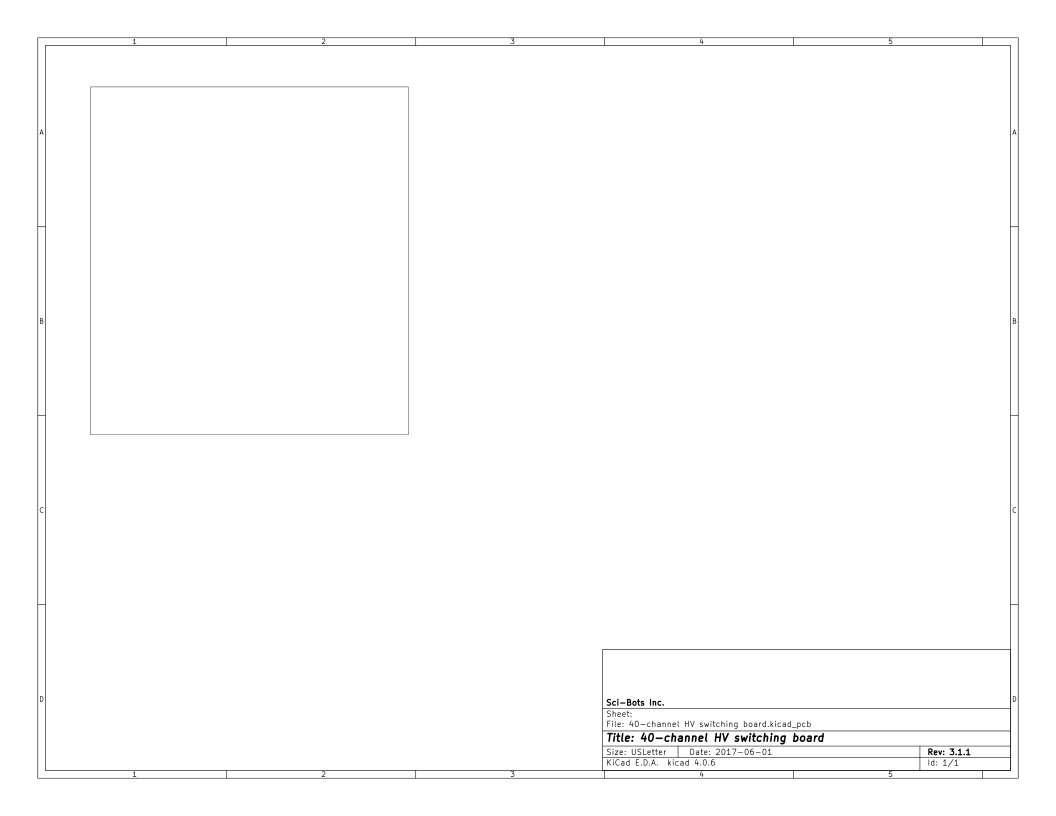 1 2 3 4 5
A A
B B
C C
D D
Sci-Bots Inc.
Sheet:
File: 40-channel HV switching board.kicad_pcb
Title: 40-channel HV switching board
Size: USLetter Date: 2017-06-01 Rev: 3.1.1
KiCad E.D.A. kicad 4.0.6 Id: 1/1
1 2 3 4 5